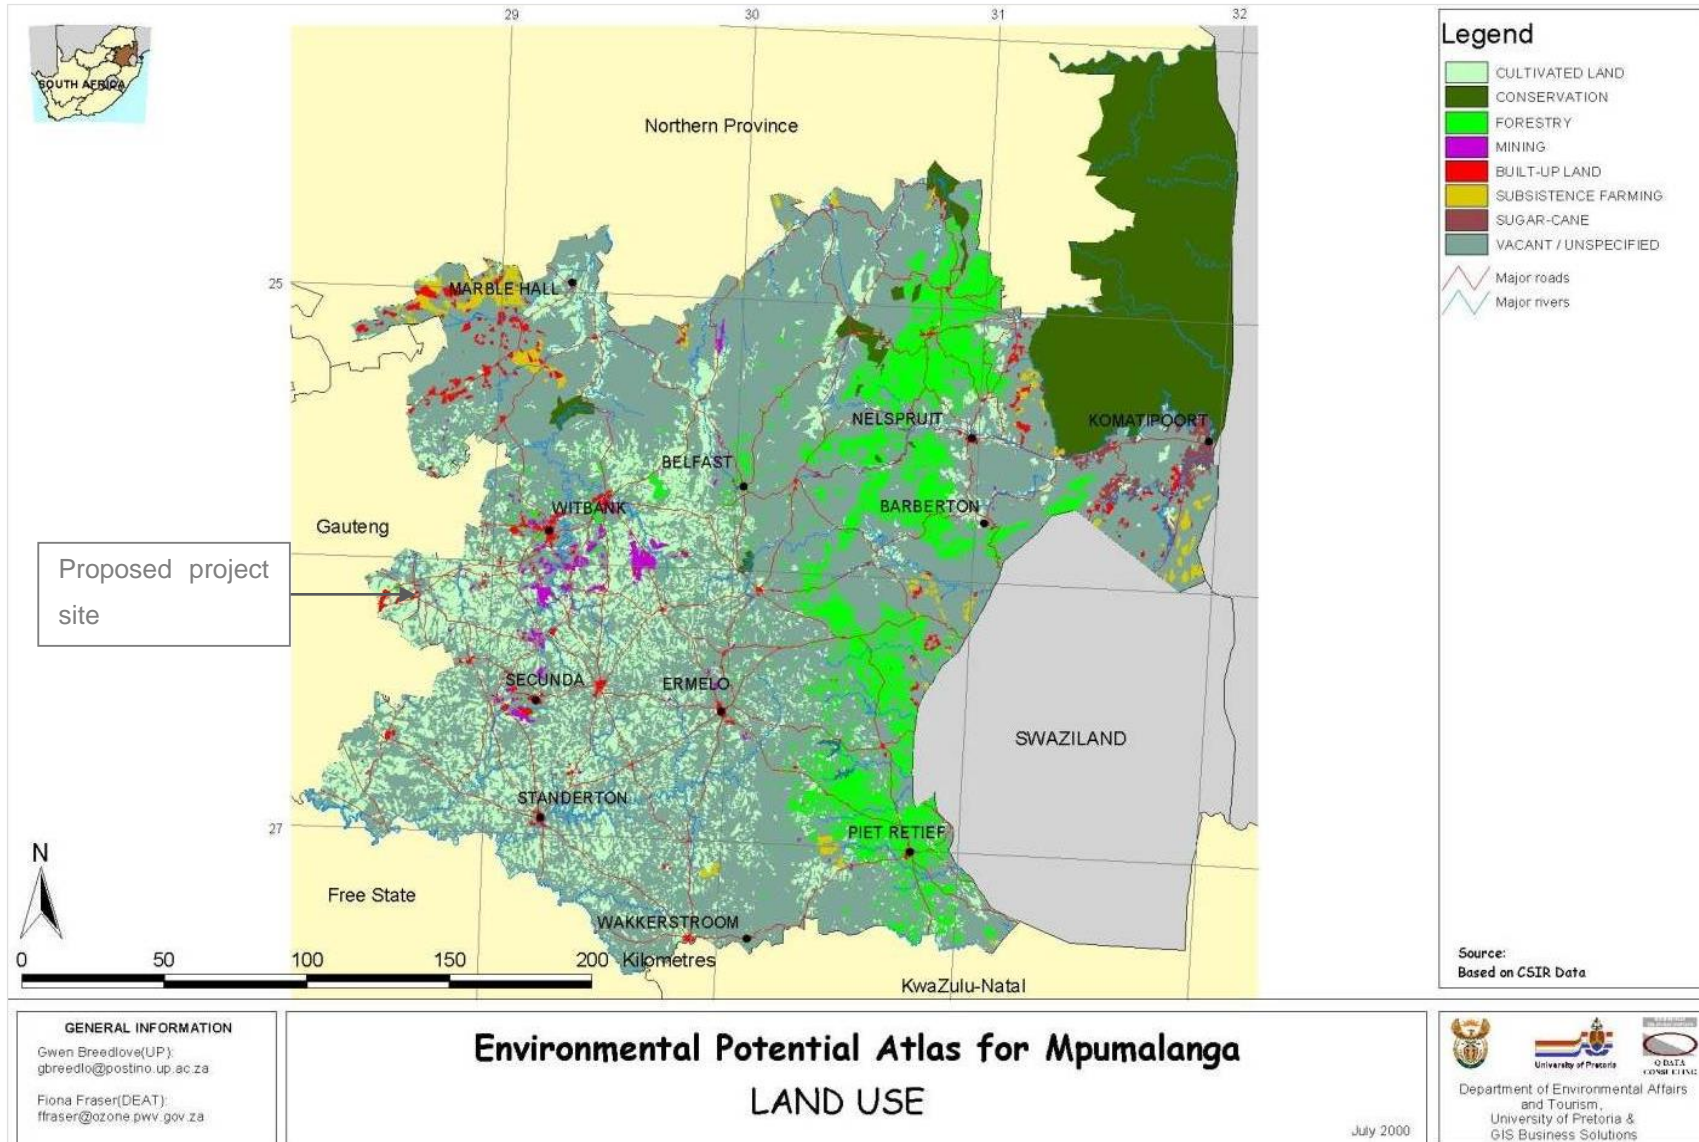 29 30 31 32
SOUTH AFRICA
Northern Province
25
MARBLE HALL
NELSPRUIT
KOMATIPOORT
BELFAST
WITBANK
BARBERTON
Gauteng
Proposed project
site
SECUNDA
ERMELO
SWAZILAND
STANDERTON
27
PIET RETIEF
N
Free State
WAKKERSTROOM
0 50 100 150 200 Kilometres
KwaZulu-Natal
Legend
CULTIVATED LAND
CONSERVATION
FORESTRY
MINING
BUILT-UP LAND
SUBSISTENCE FARMING
SUGAR-CANE
VACANT / UNSPECIFIED
Major roads
Major rivers
Source:
Based on CSIR Data
GENERAL INFORMATION
Gwen Breedlove(UP):
gbreedlo@postino.up.ac.za
Fiona Fraser(DEAT):
ffraser@ozone.pwv.gov.za
Environmental Potential Atlas for Mpumalanga
LAND USE
July 2000
University of Pretoria
Q DATA
CONSULTING
Department of Environmental Affairs
and Tourism,
University of Pretoria &
GIS Business Solutions